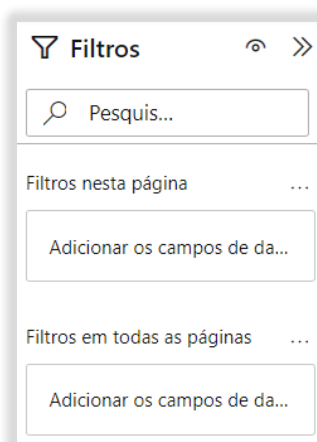 Filtros
Pesquis...
Filtros nesta página
...
Adicionar os campos de da...
Filtros em todas as páginas
...
Adicionar os campos de da...